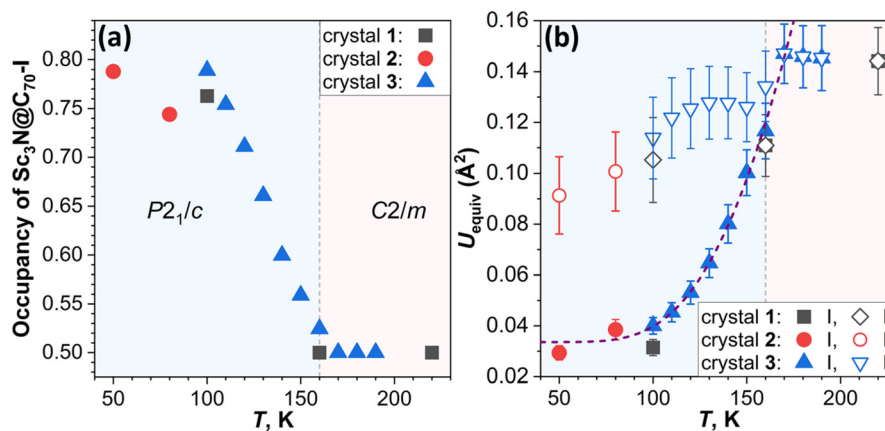 (a)
crystal 1:
crystal 2:
crystal 3:
0.80
0.75
0.70
0.65
0.60
0.55
0.50
Occupancy of Sc₃N@C₇₀-I
P2₁/c
C2/m
50
100
150
200
T, K
(b)
0.16
0.14
0.12
0.10
0.08
0.06
0.04
0.02
U_equiv (Å²)
crystal 1: I,
crystal 2: I,
crystal 3: I,
50
100
150
200
T, K